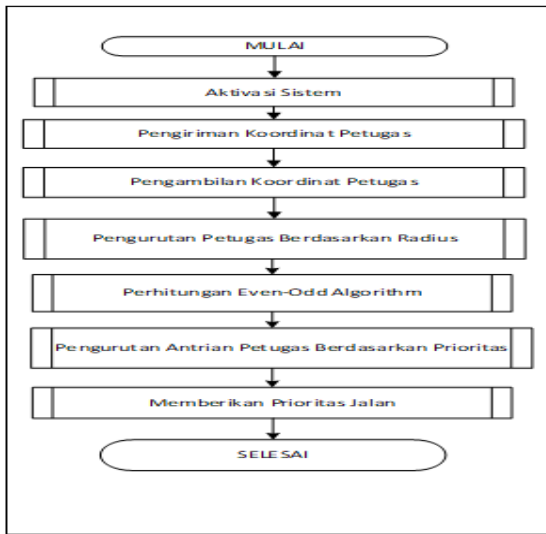 MULAI
Aktivasi Sistem
Pengiriman Koordinat Petugas
Pengambilan Koordinat Petugas
Pengurutan Petugas Berdasarkan Radius
Perhitungan Even-Odd Algorithm
Pengurutan Antrian Petugas Berdasarkan Prioritas
Memberikan Prioritas Jalan
SELESAI